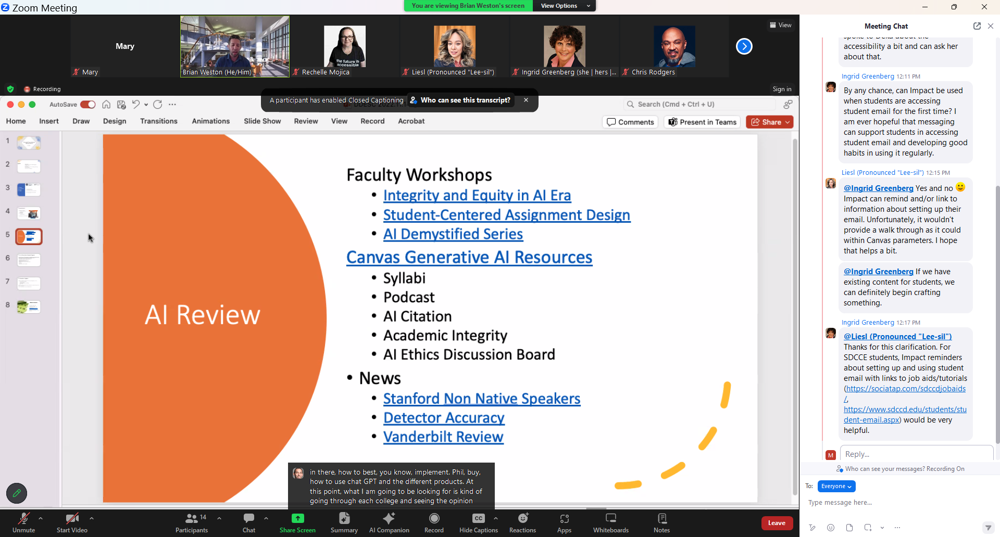 Zoom Meeting
You are viewing Brian Weston's screen
View Options
Mary
Mary
Brian Weston (He/Him)
the future is
accessible
Rechelle Mojica
Liesl (Pronounced "Lee-sil")
Ingrid Greenberg (she | hers |...
Chris Rodgers
View
Recording
Sign in
A participant has enabled Closed Captioning
Who can see this transcript?
AutoSave
Search (Cmd + Ctrl + U)
Home
Insert
Draw
Design
Transitions
Animations
Slide Show
Review
View
Record
Acrobat
Comments
Present in Teams
Share
1
2
3
4
5
6
7
8
AI Review
Faculty Workshops
• Integrity and Equity in AI Era
• Student-Centered Assignment Design
• AI Demystified Series
Canvas Generative AI Resources
• Syllabi
• Podcast
• AI Citation
• Academic Integrity
• AI Ethics Discussion Board
• News
• Stanford Non Native Speakers
• Detector Accuracy
• Vanderbilt Review
in there, how to best, you know, implement. Phil, buy,
how to use chat GPT and the different products. At
this point, what I am going to be looking for is kind of
going through each college and seeing the opinion
Unmute
Start Video
14
Participants
Chat
Share Screen
Summary
AI Companion
Record
CC
Hide Captions
Reactions
Apps
Whiteboards
Notes
Leave
Meeting Chat
accessibility a bit and can ask her
about that.
Ingrid Greenberg 12:11 PM
By any chance, can Impact be used
when students are accessing
student email for the first time? I
am ever hopeful that messaging
can support students in accessing
student email and developing good
habits in using it regularly.
Liesl (Pronounced "Lee-sil") 12:15 PM
@Ingrid Greenberg Yes and no 🙂
Impact can remind and/or link to
information about setting up their
email. Unfortunately, it wouldn't
provide a walk through as it could
within Canvas parameters. I hope
that helps a bit.
@Ingrid Greenberg If we have
existing content for students, we
can definitely begin crafting
something.
Ingrid Greenberg 12:17 PM
@Liesl (Pronounced "Lee-sil")
Thanks for this clarification. For
SDCCE students, Impact reminders
about setting up and using student
email with links to job aids/tutorials
(https://sociatap.com/sdccdjobaids
/,
https://www.sdccd.edu/students/stu
dent-email.aspx) would be very
helpful.
M
Reply...
Who can see your messages? Recording On
To: Everyone
Type message here...